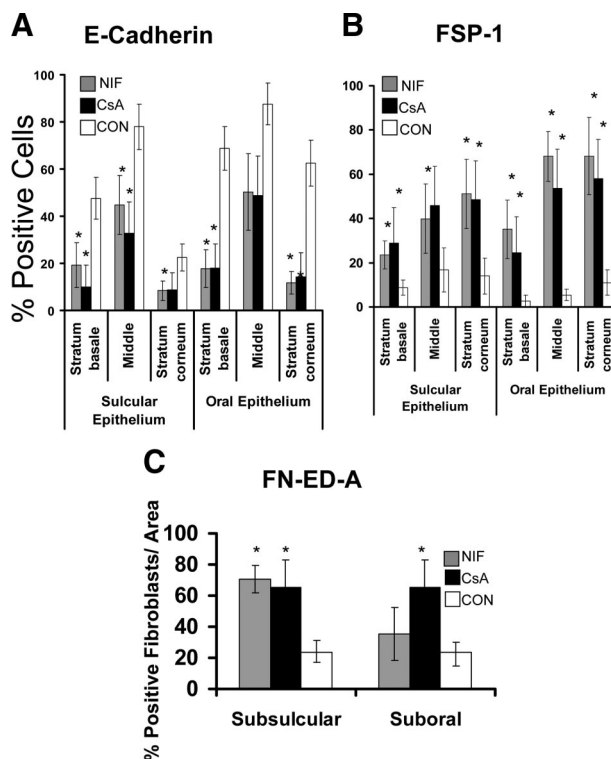 A
E-Cadherin
% Positive Cells
100
80
60
40
20
0
NIF
CsA
CON
* * * * * * * * *
Stratum basale
Middle
Stratum corneum
Stratum basale
Middle
Stratum corneum
Sulcular Epithelium
Oral Epithelium
B
FSP-1
100
80
60
40
20
0
NIF
CsA
CON
* * * * * * * * * * *
Stratum basale
Middle
Stratum corneum
Stratum basale
Middle
Stratum corneum
Sulcular
Epithelium
Oral Epithelium
C
FN-ED-A
% Positive Fibroblasts/ Area
100
80
60
40
20
0
NIF
CsA
CON
* * *
Subsulcular
Suboral